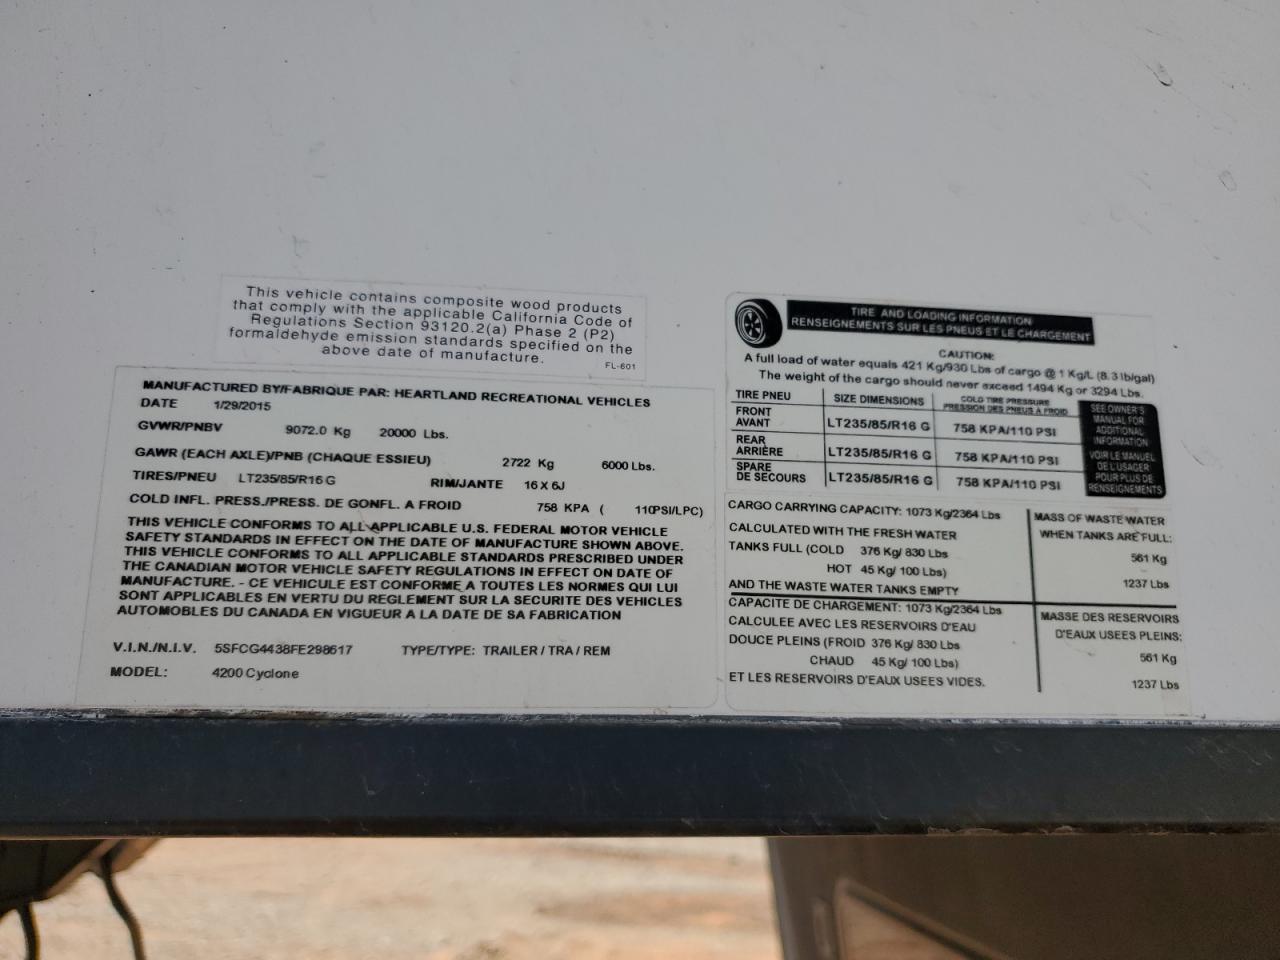 This vehicle contains composite wood products
that comply with the applicable California Code of
Regulations Section 93120.2(a) Phase 2 (P2)
formaldehyde emission standards specified on the
above date of manufacture.
FL-601
MANUFACTURED BY/FABRIQUE PAR: HEARTLAND RECREATIONAL VEHICLES
DATE 1/29/2015
GVWR/PNBV 9072.0 Kg 20000 Lbs.
GAWR (EACH AXLE)/PNB (CHAQUE ESSIEU) 2722 Kg 6000 Lbs.
TIRES/PNEU LT235/85/R16 G RIM/JANTE 16 X 6J
COLD INFL. PRESS./PRESS. DE GONFL. A FROID 758 KPA ( 110PSI/LPC)
THIS VEHICLE CONFORMS TO ALL APPLICABLE U.S. FEDERAL MOTOR VEHICLE
SAFETY STANDARDS IN EFFECT ON THE DATE OF MANUFACTURE SHOWN ABOVE.
THIS VEHICLE CONFORMS TO ALL APPLICABLE STANDARDS PRESCRIBED UNDER
THE CANADIAN MOTOR VEHICLE SAFETY REGULATIONS IN EFFECT ON DATE OF
MANUFACTURE. - CE VEHICULE EST CONFORME A TOUTES LES NORMES QUI LUI
SONT APPLICABLES EN VERTU DU REGLEMENT SUR LA SECURITE DES VEHICLES
AUTOMOBILES DU CANADA EN VIGUEUR A LA DATE DE SA FABRICATION
V.I.N./N.I.V. 5SFCG4438FE298617 TYPE/TYPE: TRAILER / TRA / REM
MODEL: 4200 Cyclone
TIRE AND LOADING INFORMATION
RENSEIGNEMENTS SUR LES PNEUS ET LE CHARGEMENT
CAUTION:
A full load of water equals 421 Kg/930 Lbs of cargo @ 1 Kg/L (8.3 lb/gal)
The weight of the cargo should never exceed 1494 Kg or 3294 Lbs.
TIRE PNEU SIZE DIMENSIONS COLD TIRE PRESSURE
PRESSION DES PNEUS À FROID
FRONT
AVANT LT235/85/R16 G 758 KPA/110 PSI
REAR
ARRIÈRE LT235/85/R16 G 758 KPA/110 PSI
SPARE
DE SECOURS LT235/85/R16 G 758 KPA/110 PSI
SEE OWNER'S
MANUAL FOR
ADDITIONAL
INFORMATION
VOIR LE MANUEL
DE L'USAGER
POUR PLUS DE
RENSEIGNEMENTS
CARGO CARRYING CAPACITY: 1073 Kg/2364 Lbs
CALCULATED WITH THE FRESH WATER
TANKS FULL (COLD 376 Kg/ 830 Lbs
HOT 45 Kg/ 100 Lbs)
AND THE WASTE WATER TANKS EMPTY
MASS OF WASTE WATER
WHEN TANKS ARE FULL:
561 Kg
1237 Lbs
CAPACITE DE CHARGEMENT: 1073 Kg/2364 Lbs
CALCULEE AVEC LES RESERVOIRS D'EAU
DOUCE PLEINS (FROID 376 Kg/ 830 Lbs
CHAUD 45 Kg/ 100 Lbs)
ET LES RESERVOIRS D'EAUX USEES VIDES.
MASSE DES RESERVOIRS
D'EAUX USEES PLEINS:
561 Kg
1237 Lbs